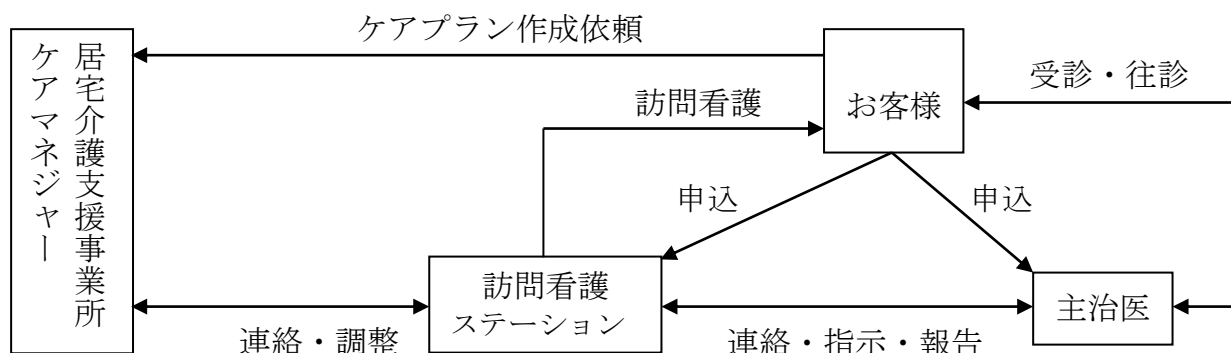 ケアプラン作成依頼
居宅介護支援事業所
ケアマネジャー
訪問看護
お客様
受診・往診
申込
申込
訪問看護
ステーション
主治医
連絡・調整
連絡・指示・報告